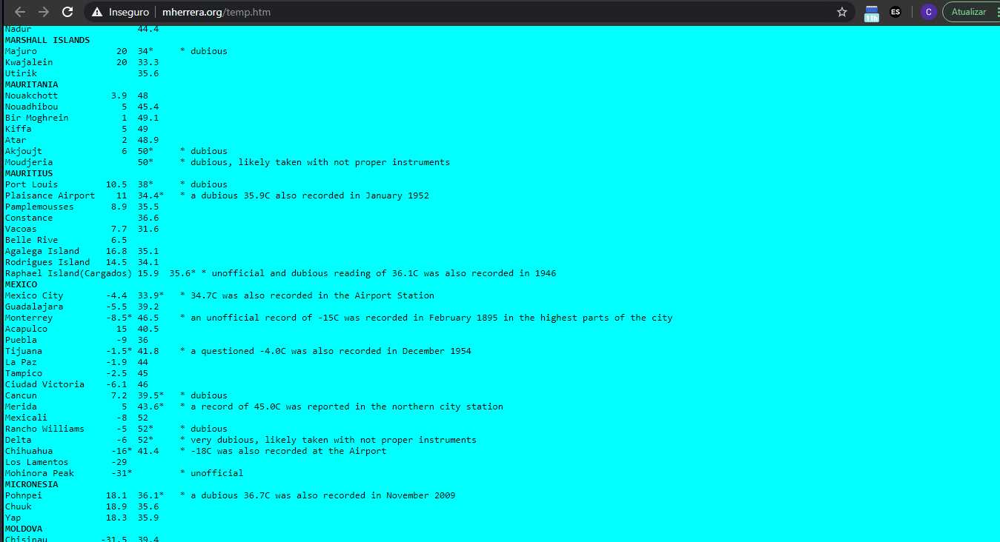 Inseguro | mherrera.org/temp.htm 11h ES C Atualizar
Nadur 44.4
MARSHALL ISLANDS
Majuro 20 34* * dubious
Kwajalein 20 33.3
Utirik 35.6
MAURITANIA
Nouakchott 3.9 48
Nouadhibou 5 45.4
Bir Moghrein 1 49.1
Kiffa 5 49
Atar 2 48.9
Akjoujt 6 50* * dubious
Moudjeria 50* * dubious, likely taken with not proper instruments
MAURITIUS
Port Louis 10.5 38* * dubious
Plaisance Airport 11 34.4* * a dubious 35.9C also recorded in January 1952
Pamplemousses 8.9 35.5
Constance 36.6
Vacoas 7.7 31.6
Belle Rive 6.5
Agalega Island 16.8 35.1
Rodrigues Island 14.5 34.1
Raphael Island(Cargados) 15.9 35.6* * unofficial and dubious reading of 36.1C was also recorded in 1946
MEXICO
Mexico City -4.4 33.9* * 34.7C was also recorded in the Airport Station
Guadalajara -5.5 39.2
Monterrey -8.5* 46.5 * an unofficial record of -15C was recorded in February 1895 in the highest parts of the city
Acapulco 15 40.5
Puebla -9 36
Tijuana -1.5* 41.8 * a questioned -4.0C was also recorded in December 1954
La Paz -1.9 44
Tampico -2.5 45
Ciudad Victoria -6.1 46
Cancun 7.2 39.5* * dubious
Merida 5 43.6* * a record of 45.0C was reported in the northern city station
Mexicali -8 52
Rancho Williams -5 52* * dubious
Delta -6 52* * very dubious, likely taken with not proper instruments
Chihuahua -16* 41.4 * -18C was also recorded at the Airport
Los Lamentos -29
Mohinora Peak -31* * unofficial
MICRONESIA
Pohnpei 18.1 36.1* * a dubious 36.7C was also recorded in November 2009
Chuuk 18.9 35.6
Yap 18.3 35.9
MOLDOVA
Chisinau -31.5 39.4